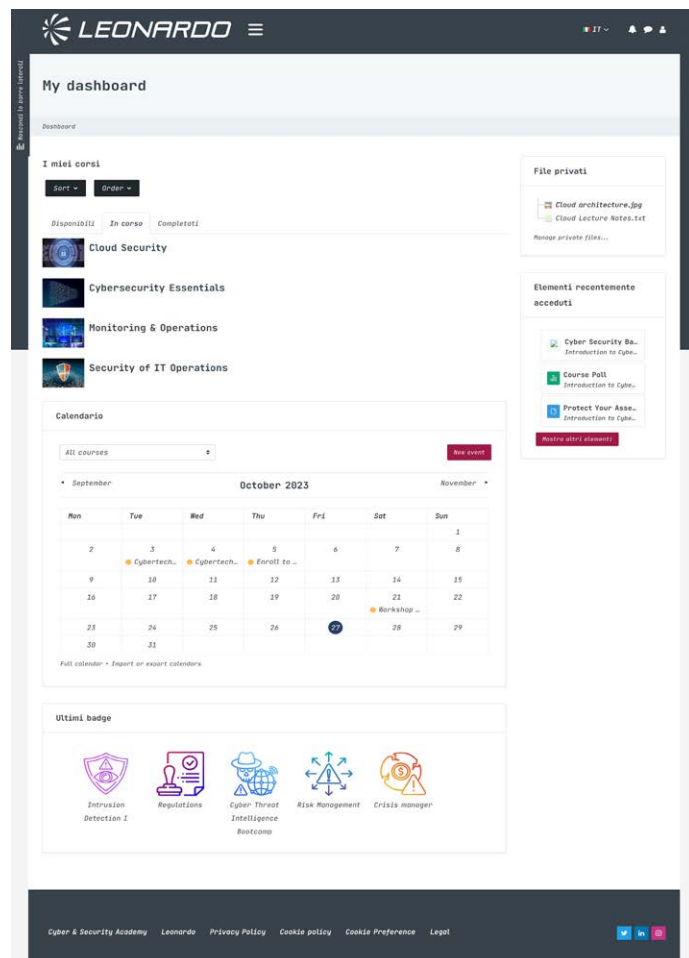 LEONARDO
IT
Nascondi la barra laterale
My dashboard
Dashboard
I miei corsi
Sort
Order
Disponibili In corso Completati
Cloud Security
Cybersecurity Essentials
Monitoring & Operations
Security of IT Operations
File privati
Cloud architecture.jpg
Cloud Lecture Notes.txt
Manage private files...
Elementi recentemente
acceduti
Cyber Security Ba…
Introduction to Cybe…
Course Poll
Introduction to Cybe…
Protect Your Asse…
Introduction to Cybe…
Mostra altri elementi
Calendario
All courses
New event
September October 2023 November
Mon Tue Wed Thu Fri Sat Sun
1
2 3 4 5 6 7 8
Cybertech… Cybertech… Enroll to …
9 10 11 12 13 14 15
16 17 18 19 20 21 22
Workshop …
23 24 25 26 27 28 29
30 31
Full calendar • Import or export calendars
Ultimi badge
Intrusion
Detection I
Regulations
Cyber Threat
Intelligence
Bootcamp
Risk Management
Crisis manager
Cyber & Security Academy Leonardo Privacy Policy Cookie policy Cookie Preference Legal